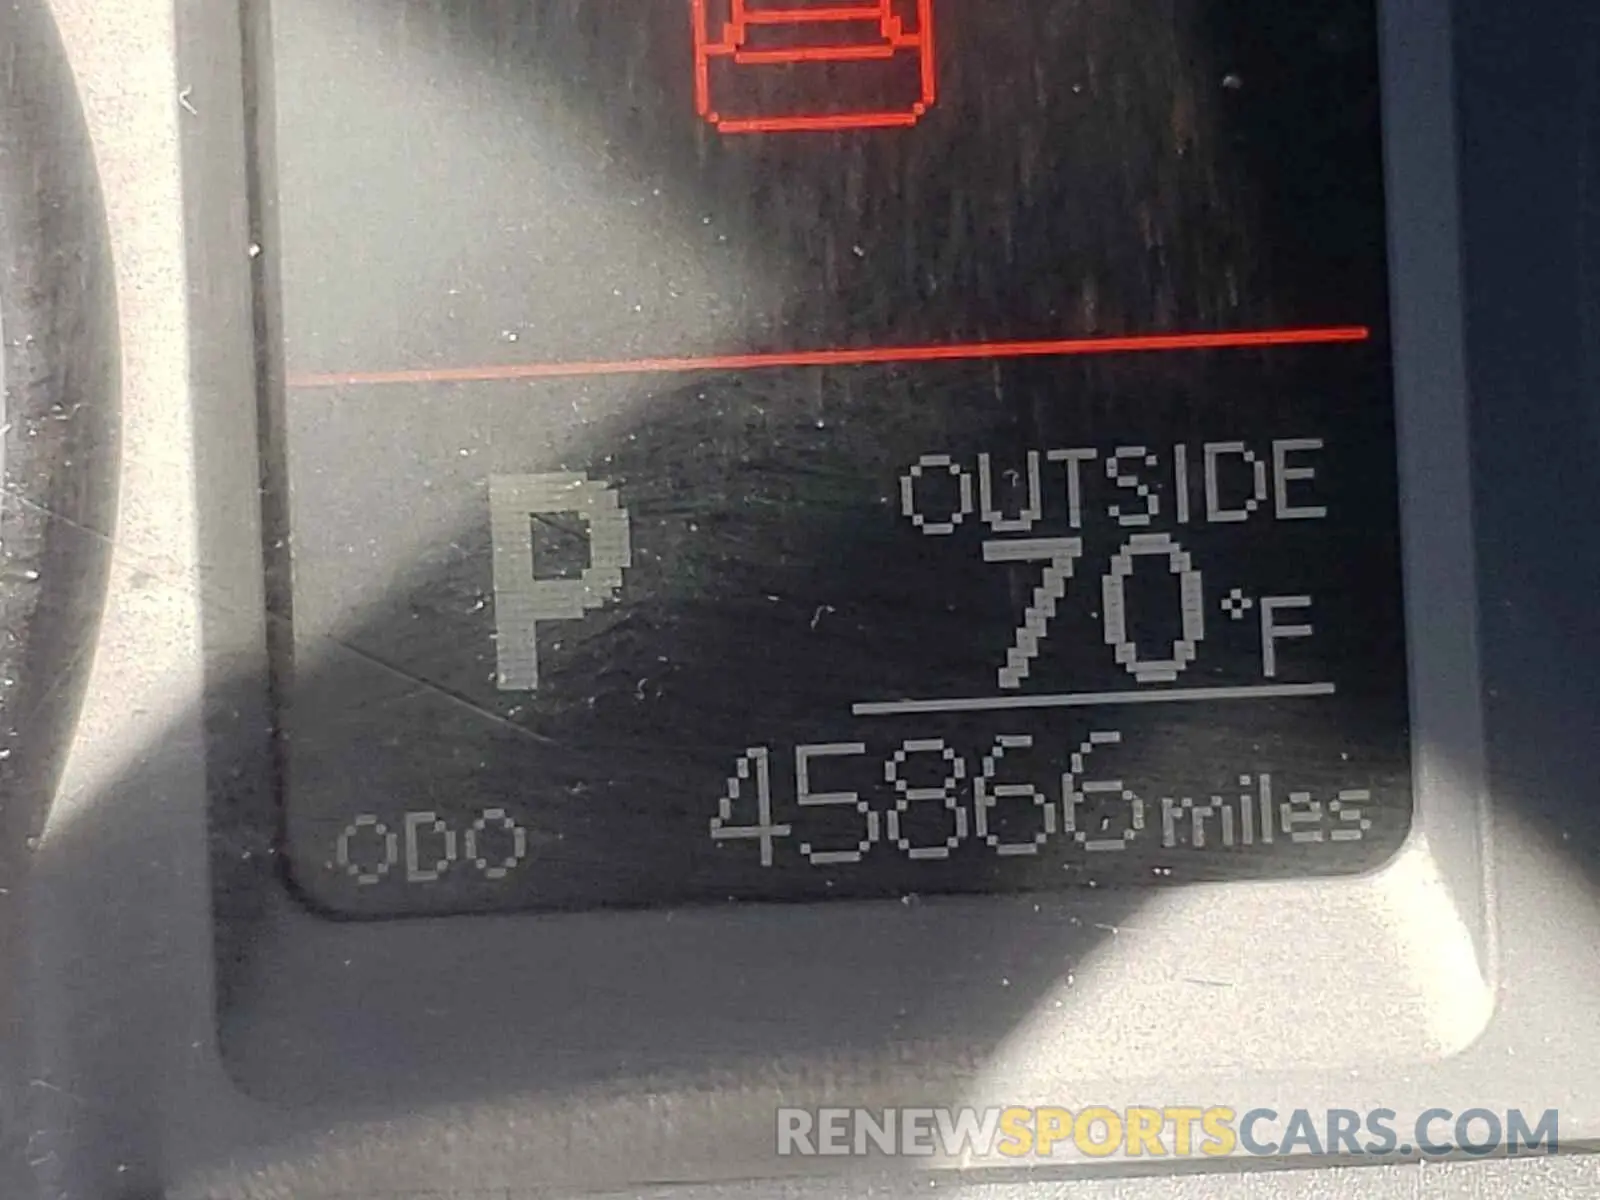 OUTSIDE
P 70 °F
ODO 45866 miles
RENEWSPORTSCARS.COM